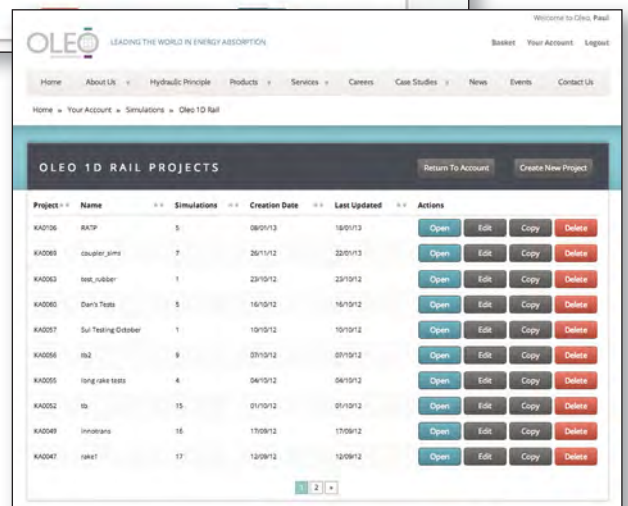 Welcome to Oleo, Paul
OLEO LEADING THE WORLD IN ENERGY ABSORPTION Basket Your Account Logout
Home About Us Hydraulic Principle Products Services Careers Case Studies News Events Contact Us
Home » Your Account » Simulations » Oleo 1D Rail
OLEO 1D RAIL PROJECTS Return To Account Create New Project
Project Name Simulations Creation Date Last Updated Actions
KA0106 RATP 5 08/01/13 18/01/13 Open Edit Copy Delete
KA0069 coupler_sims 7 26/11/12 22/01/13 Open Edit Copy Delete
KA0063 test_rubber 1 23/10/12 23/10/12 Open Edit Copy Delete
KA0060 Dan's Tests 5 16/10/12 16/10/12 Open Edit Copy Delete
KA0057 Sui Testing October 1 10/10/12 10/10/12 Open Edit Copy Delete
KA0056 tb2 9 07/10/12 07/10/12 Open Edit Copy Delete
KA0055 long rake tests 4 04/10/12 04/10/12 Open Edit Copy Delete
KA0052 tb 15 01/10/12 01/10/12 Open Edit Copy Delete
KA0049 innotrans 16 17/09/12 17/09/12 Open Edit Copy Delete
KA0047 rake1 17 12/09/12 12/09/12 Open Edit Copy Delete
1 2 »